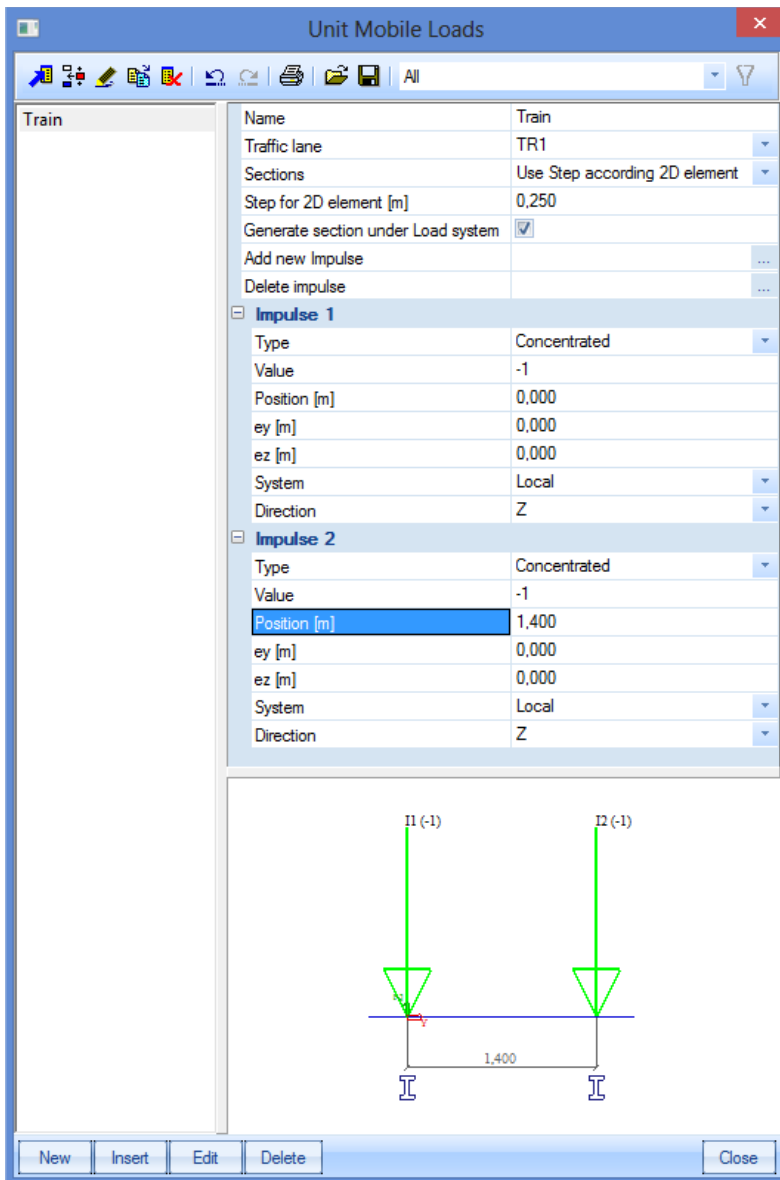 Unit Mobile Loads
All
Train
Name Train
Traffic lane TR1
Sections Use Step according 2D element
Step for 2D element [m] 0,250
Generate section under Load system
Add new Impulse ...
Delete impulse ...
Impulse 1
Type Concentrated
Value -1
Position [m] 0,000
ey [m] 0,000
ez [m] 0,000
System Local
Direction Z
Impulse 2
Type Concentrated
Value -1
Position [m] 1,400
ey [m] 0,000
ez [m] 0,000
System Local
Direction Z
I1 (-1) I2 (-1)
Y
1,400
New Insert Edit Delete Close